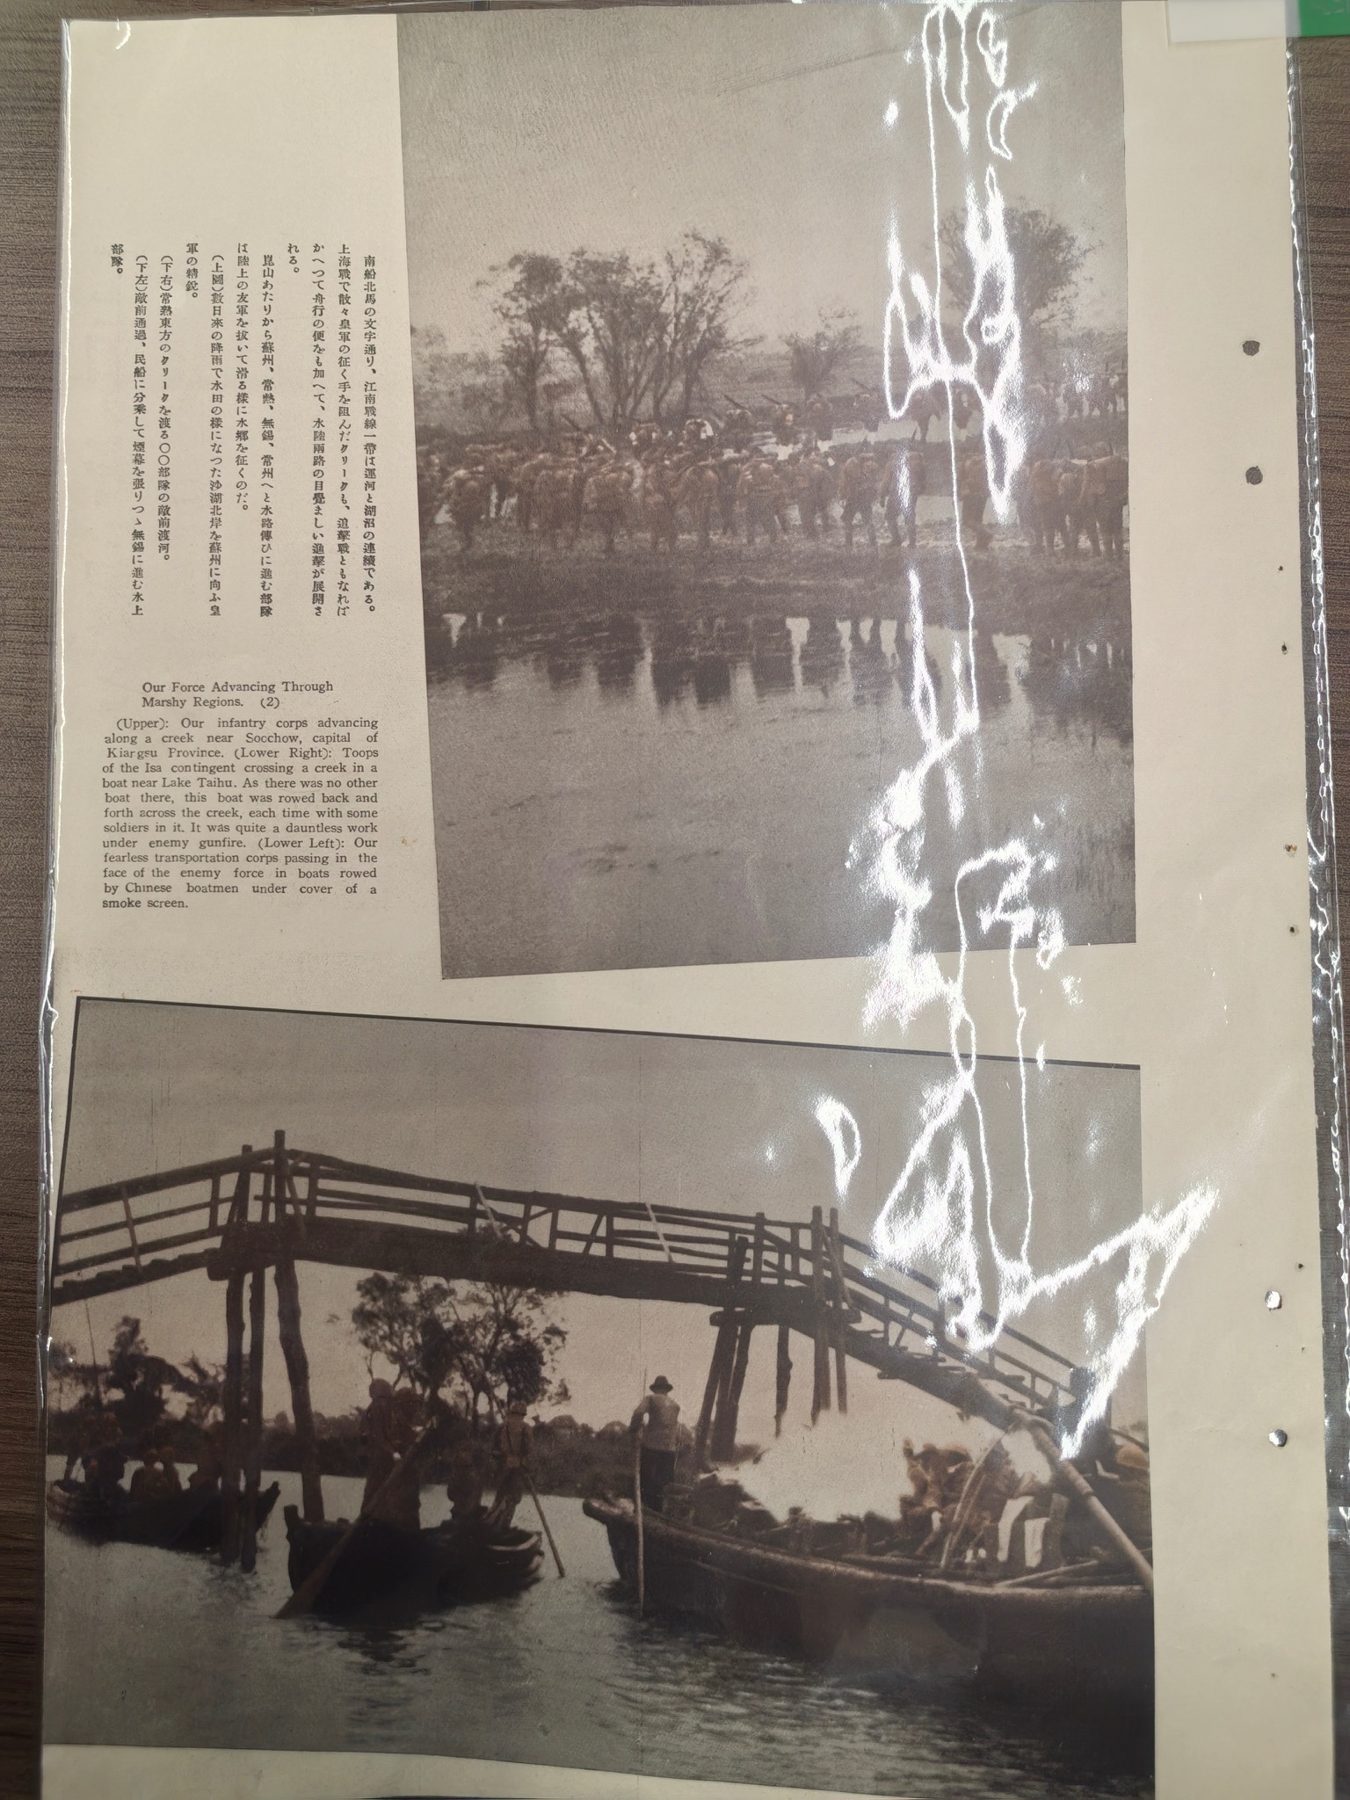 南船北馬の文字通り、江南戰線一帶は運河と湖沼の連續である。
上海戰で散々皇軍の征く手を阻んだクリークも、追擊戰ともなれば
かへつて舟行の便をも加へて、水陸兩路の目覺ましい進擊が展開さ
れる。
崑山あたりから蘇州、常熟、無錫、常州へと水路傳ひに進む部隊
は陸上の友軍を拔いて滑る樣に水鄕を征くのだ。
（上圖）數日來の降雨で水田の樣になつた沙湖北岸を蘇州に向ふ皇
軍の精銳。
（下右）常熟東方のクリークを渡る〇〇部隊の敵前渡河。
（下左）敵前通過、民船に分乘して煙幕を張りつゝ無錫に進む水上
部隊。
Our Force Advancing Through
Marshy Regions. (2)
(Upper): Our infantry corps advancing
along a creek near Socchow, capital of
Kiargsu Province. (Lower Right): Toops
of the Isa contingent crossing a creek in a
boat near Lake Taihu. As there was no other
boat there, this boat was rowed back and
forth across the creek, each time with some
soldiers in it. It was quite a dauntless work
under enemy gunfire. (Lower Left): Our
fearless transportation corps passing in the
face of the enemy force in boats rowed
by Chinese boatmen under cover of a
smoke screen.